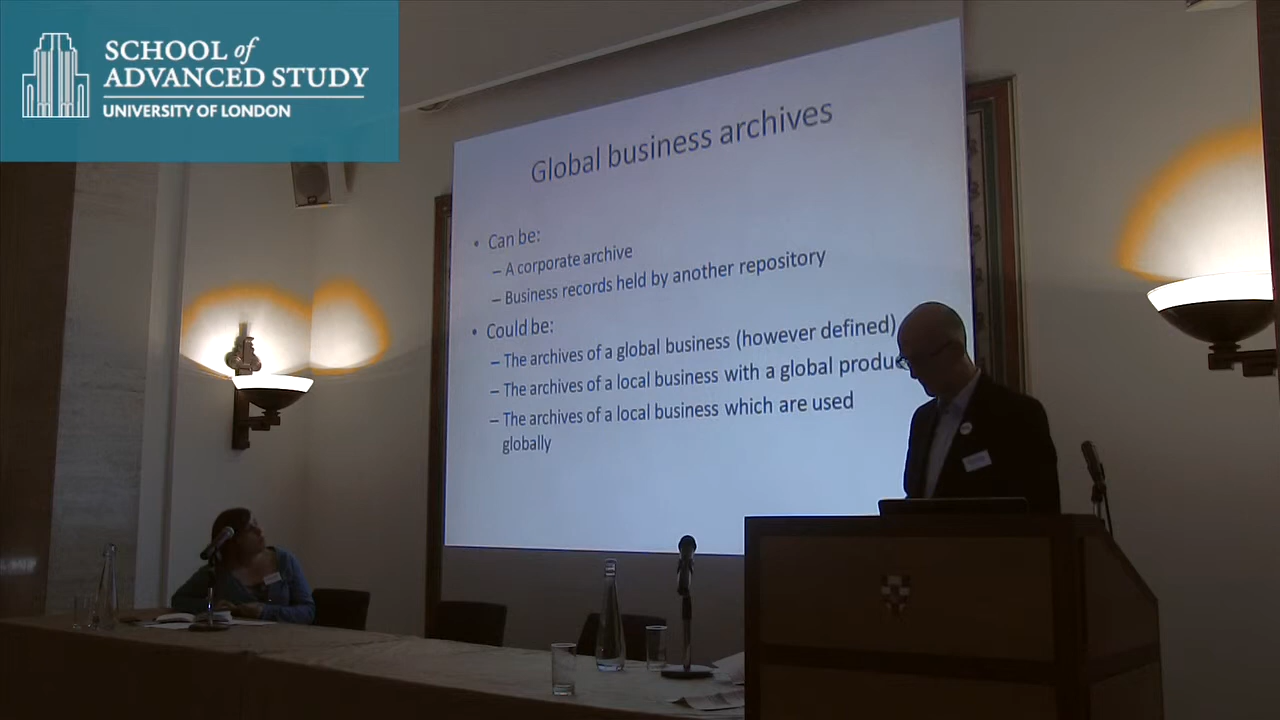 SCHOOL of
ADVANCED STUDY
UNIVERSITY OF LONDON
Global business archives
• Can be:
– A corporate archive
– Business records held by another repository
• Could be:
– The archives of a global business (however defined)
– The archives of a local business with a global
– The archives of a local business which are used
globally